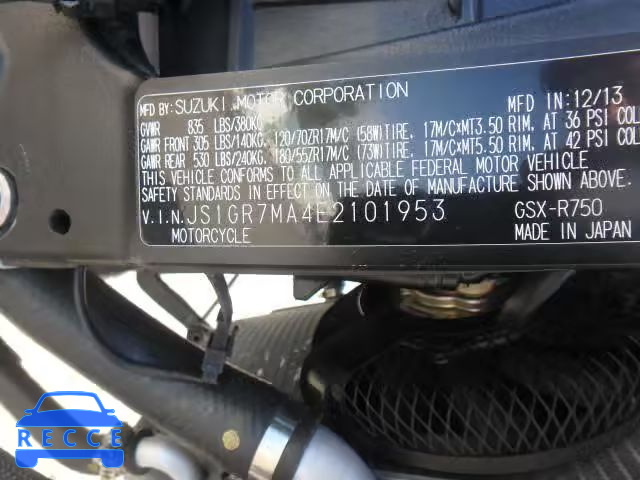 MFD.BY:SUZUKI MOTOR CORPORATION MFD IN:12/13
GVWR 835 LBS/380KG
GAWR FRONT 305 LBS/140KG, 120/70ZR17M/C (58W)TIRE, 17M/C×MT3.50 RIM, AT 36 PSI COL
GAWR REAR 530 LBS/240KG, 180/55ZR17M/C (73W)TIRE, 17M/C×MT5.50 RIM, AT 42 PSI COL
THIS VEHICLE CONFORMS TO ALL APPLICABLE FEDERAL MOTOR VEHICLE
SAFETY STANDARDS IN EFFECT ON THE DATE OF MANUFACTURE SHOWN ABOVE.
V.I.N. JS1GR7MA4E2101953 GSX-R750
MOTORCYCLE MADE IN JAPAN
RECCE